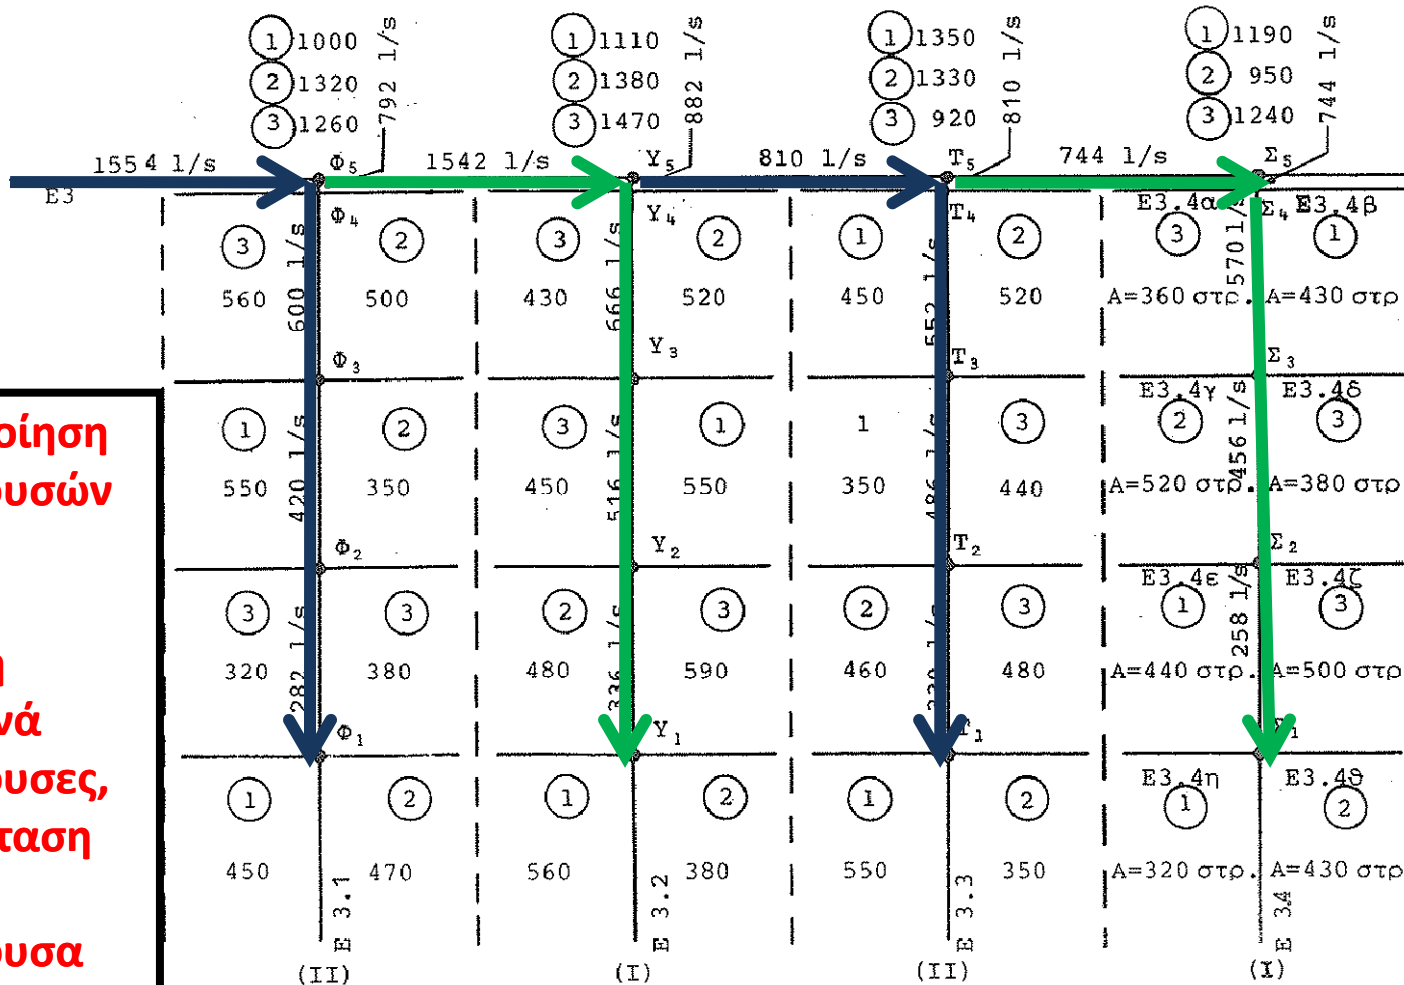 ① 1000
② 1320
③ 1260
792 l/s
① 1110
② 1380
③ 1470
882 l/s
① 1350
② 1330
③ 920
810 l/s
① 1190
② 950
③ 1240
744 l/s
1554 l/s
Φ5
1542 l/s
Υ5
810 l/s
Τ5
744 l/s
Σ5
Ε3
Φ4
Υ4
Τ4
Ε3.4α
Σ4
Ε3.4β
③ ② ③ ② ① ② ③ ①
600 l/s
666 l/s
552 l/s
570 l/s
560 500 430 520 450 520 Α=360 στρ. Α=430 στρ
Φ3
Υ3
Τ3
Σ3
Ε3.4γ
Ε3.4δ
① ② ③ ① 1 ③ ② ③
420 l/s
516 l/s
486 l/s
456 l/s
550 350 450 550 350 440 Α=520 στρ. Α=380 στρ
Φ2
Υ2
Τ2
Σ2
Ε3.4ε
Ε3.4ζ
③ ③ ② ③ ② ③ ① ③
282 l/s
336 l/s
l/s
258 l/s
320 380 480 590 460 480 Α=440 στρ. Α=500 στρ
Φ1
Υ1
Τ1
Σ1
Ε3.4η
Ε3.4θ
① ② ① ② ① ② ① ②
450 470 560 380 550 350 Α=320 στρ. Α=430 στρ
Ε 3.1
Ε 3.2
Ε 3.3
Ε 3.4
(ΙΙ) (Ι) (ΙΙ) (Ι)
οίηση
υσών
η
νά
ουσες,
ταση
ουσα